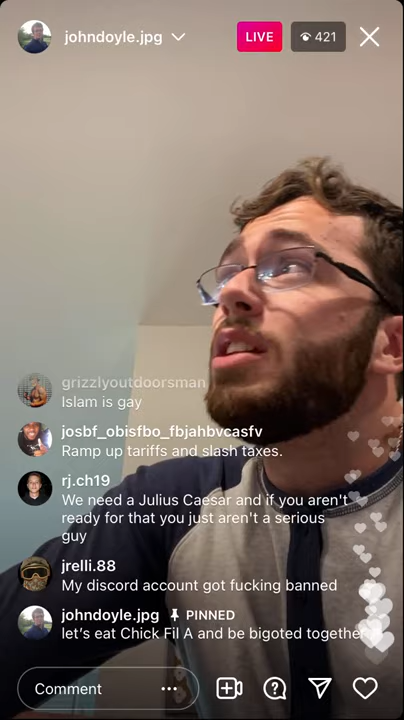 johndoyle.jpg
LIVE
421
grizzlyoutdoorsman
Islam is gay
josbf_obisfbo_fbjahbvcasfv
Ramp up tariffs and slash taxes.
rj.ch19
We need a Julius Caesar and if you aren't
ready for that you just aren't a serious
guy
jrelli.88
My discord account got fucking banned
johndoyle.jpg PINNED
let's eat Chick Fil A and be bigoted together
Comment